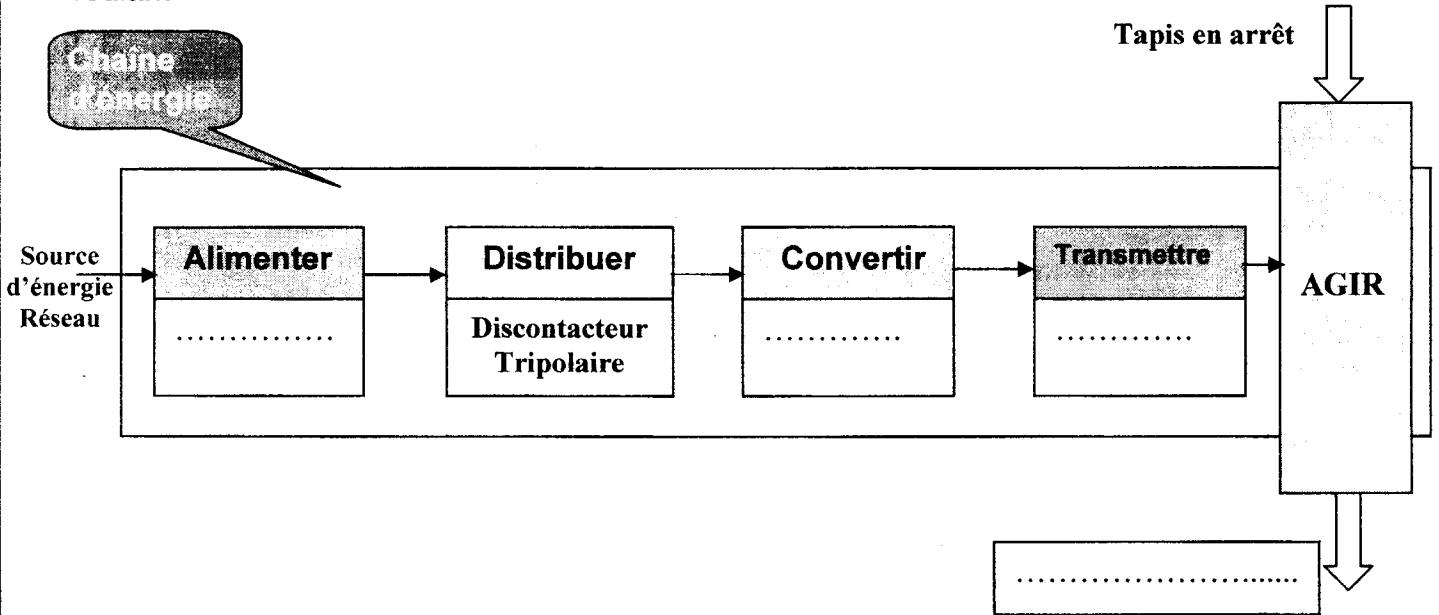 Chaîne
d'énergie
Tapis en arrêt
Source
d'énergie
Réseau
Alimenter
...............
Distribuer
Discontacteur
Tripolaire
Convertir
.............
Transmettre
.............
AGIR
............................